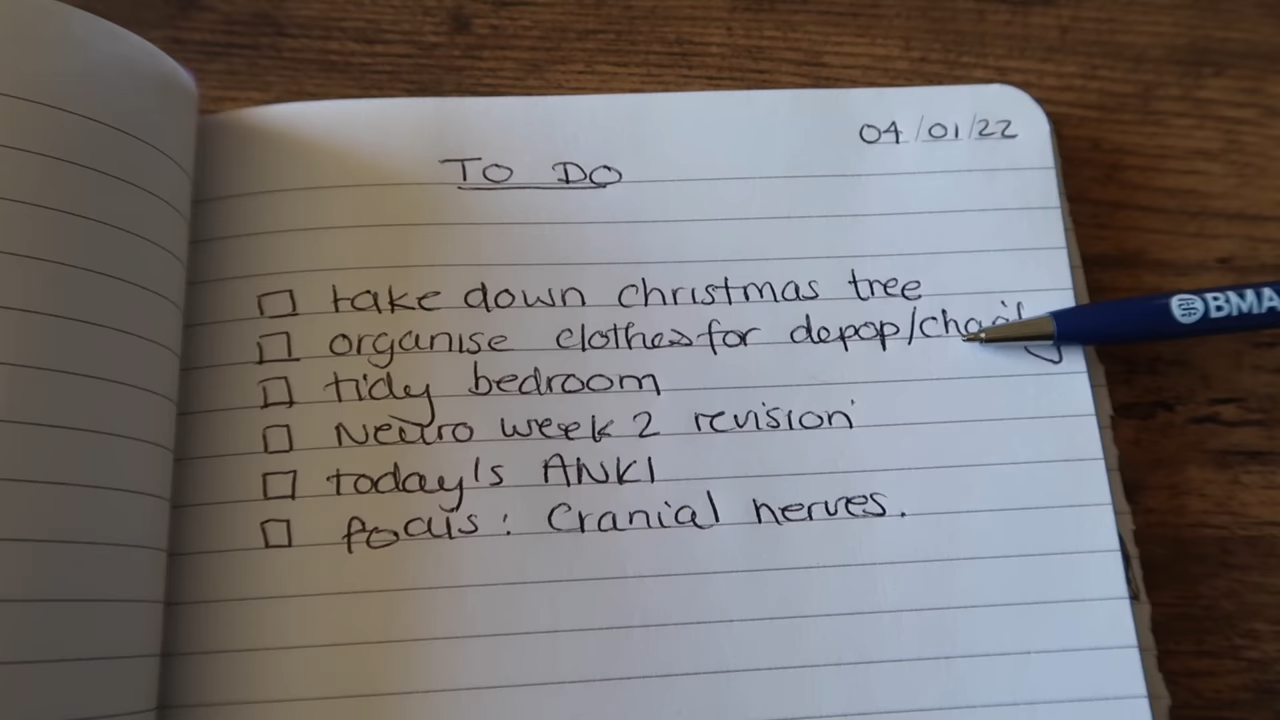 04/01/22
TO DO
take down christmas tree
organise clothes for depop/charity
tidy bedroom
Neuro week 2 revision
today's ANKI
focus: Cranial nerves.
BMA